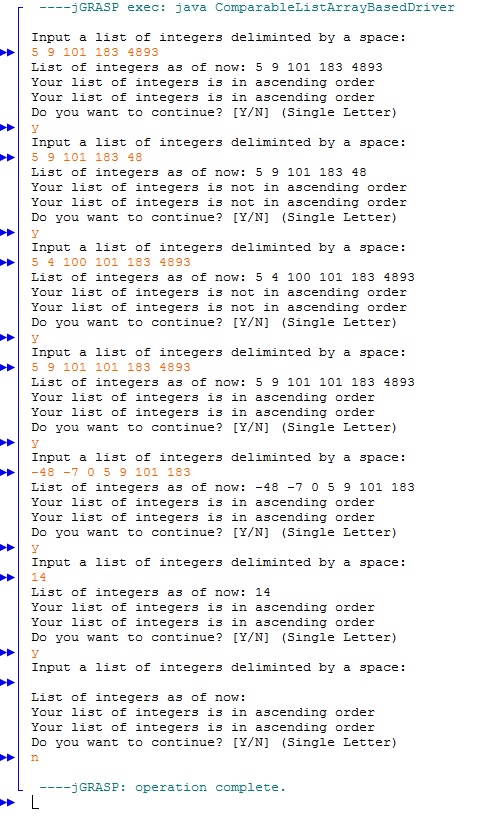 ----jGRASP exec: java ComparableListArrayBasedDriver
Input a list of integers deliminted by a space:
5 9 101 183 4893
List of integers as of now: 5 9 101 183 4893
Your list of integers is in ascending order
Your list of integers is in ascending order
Do you want to continue? [Y/N] (Single Letter)
y
Input a list of integers deliminted by a space:
5 9 101 183 48
List of integers as of now: 5 9 101 183 48
Your list of integers is not in ascending order
Your list of integers is not in ascending order
Do you want to continue? [Y/N] (Single Letter)
y
Input a list of integers deliminted by a space:
5 4 100 101 183 4893
List of integers as of now: 5 4 100 101 183 4893
Your list of integers is not in ascending order
Your list of integers is not in ascending order
Do you want to continue? [Y/N] (Single Letter)
y
Input a list of integers deliminted by a space:
5 9 101 101 183 4893
List of integers as of now: 5 9 101 101 183 4893
Your list of integers is in ascending order
Your list of integers is in ascending order
Do you want to continue? [Y/N] (Single Letter)
y
Input a list of integers deliminted by a space:
-48 -7 0 5 9 101 183
List of integers as of now: -48 -7 0 5 9 101 183
Your list of integers is in ascending order
Your list of integers is in ascending order
Do you want to continue? [Y/N] (Single Letter)
y
Input a list of integers deliminted by a space:
14
List of integers as of now: 14
Your list of integers is in ascending order
Your list of integers is in ascending order
Do you want to continue? [Y/N] (Single Letter)
y
Input a list of integers deliminted by a space:
List of integers as of now:
Your list of integers is in ascending order
Your list of integers is in ascending order
Do you want to continue? [Y/N] (Single Letter)
n
----jGRASP: operation complete.